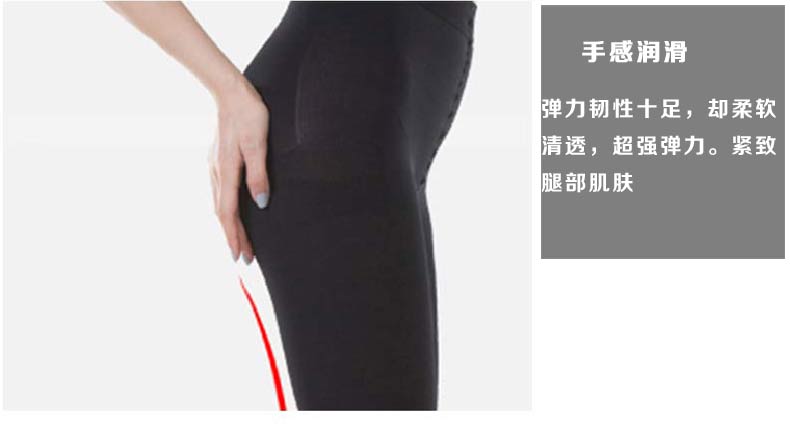 手感润滑
弹力韧性十足，却柔软
清透，超强弹力。紧致
腿部肌肤